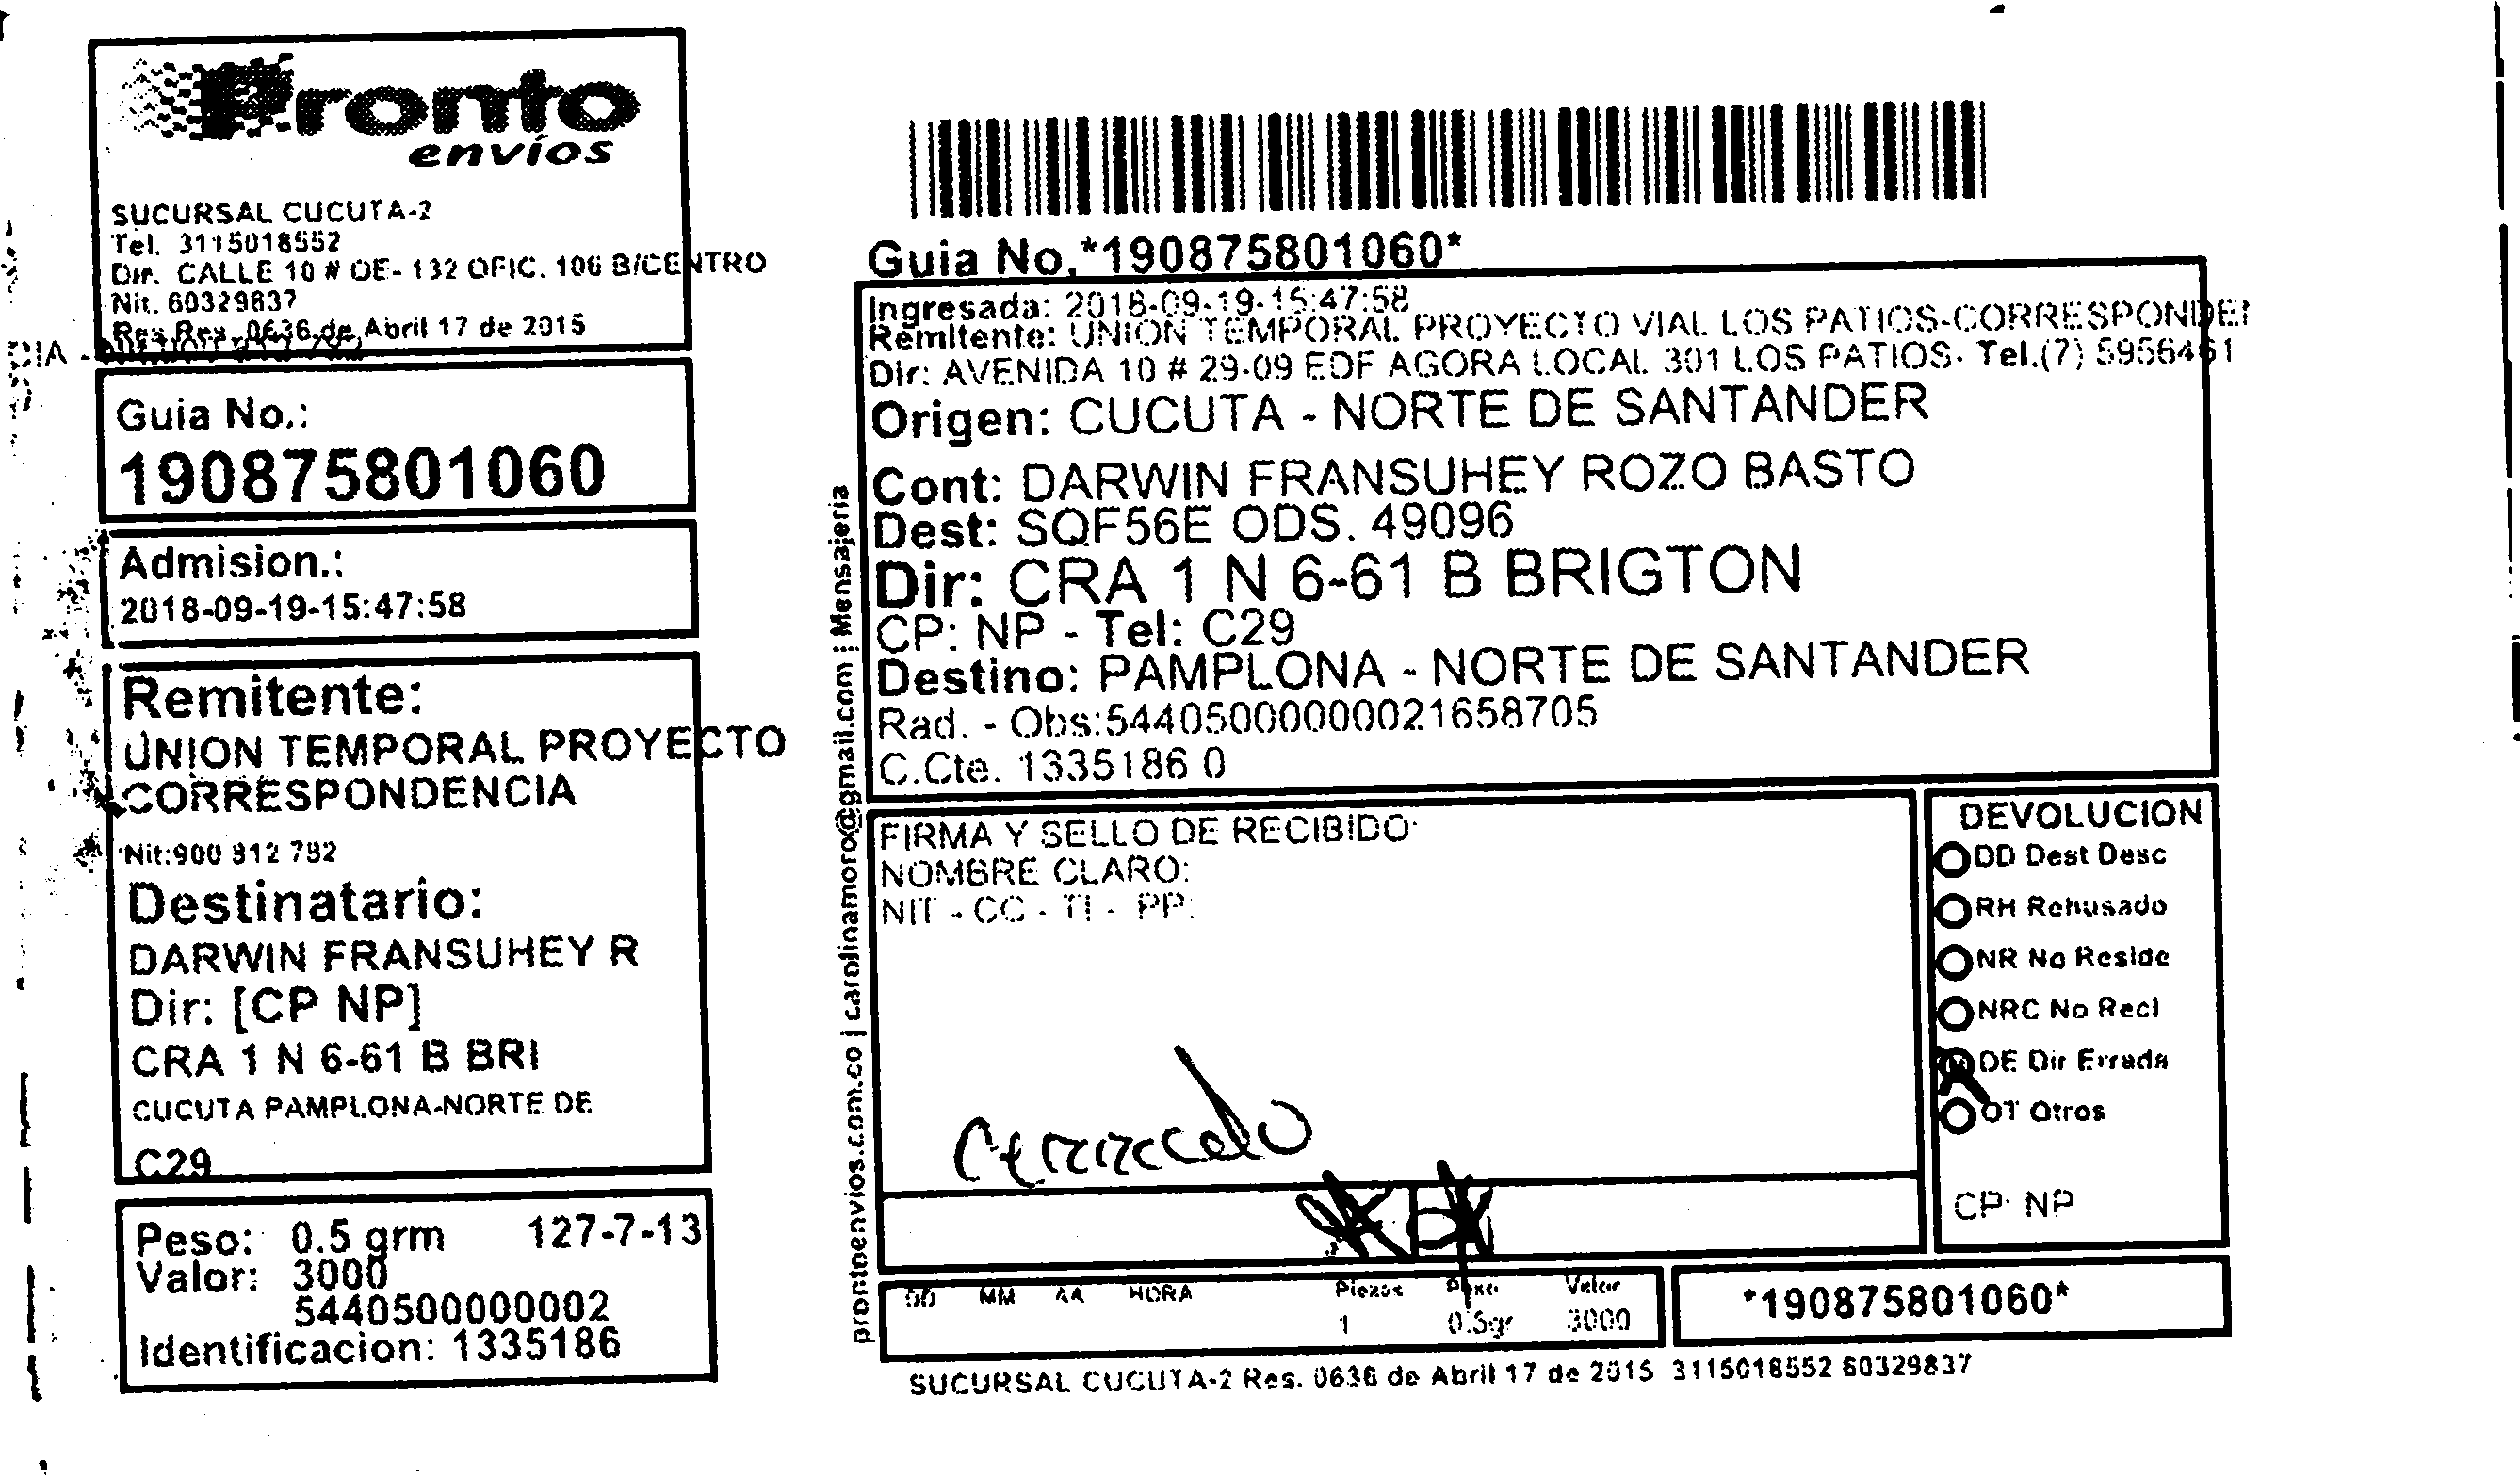 Pronto
envíos
SUCURSAL CUCUTA-2
Tel. 3115018552
Dir. CALLE 10 # OE-132 OFIC. 106 B/CENTRO
Nit. 60329837
Res.Res. 0636 de Abril 17 de 2015
CIA -
Guia No.:
190875801060
Admision.:
2018-09-19-15:47:58
Remitente:
UNION TEMPORAL PROYECTO
CORRESPONDENCIA
Nit:900 812 782
Destinatario:
DARWIN FRANSUHEY R
Dir: [CP NP]
CRA 1 N 6-61 B BRI
CUCUTA PAMPLONA-NORTE DE
C29
Peso: 0.5 grm 127-7-13
Valor: 3000
5440500000002
Identificacion: 1335186
prontoenvios.com.co | carolinamoro@gmail.com | Mensajeria
Guia No.*190875801060*
Ingresada: 2018-09-19-15:47:58
Remitente: UNION TEMPORAL PROYECTO VIAL LOS PATIOS-CORRESPONDEN
Dir: AVENIDA 10 # 29-09 EDF AGORA LOCAL 301 LOS PATIOS- Tel.(7) 5956461
Origen: CUCUTA - NORTE DE SANTANDER
Cont: DARWIN FRANSUHEY ROZO BASTO
Dest: SQF56E ODS. 49096
Dir: CRA 1 N 6-61 B BRIGTON
CP: NP - Tel: C29
Destino: PAMPLONA - NORTE DE SANTANDER
Rad. - Obs:544050000000021658705
C.Cte. 1335186 0
FIRMA Y SELLO DE RECIBIDO
NOMBRE CLARO:
NIT - CC - TI - PP:
DEVOLUCION
DD Dest Desc
RH Rehusado
NR No Reside
NRC No Recl
DE Dir Errada
OT Otros
CP: NP
DD MM AA HORA Piezas Peso Valor
1 0.5gr 3000
*190875801060*
SUCURSAL CUCUTA-2 Res. 0636 de Abril 17 de 2015 3115018552 60329837